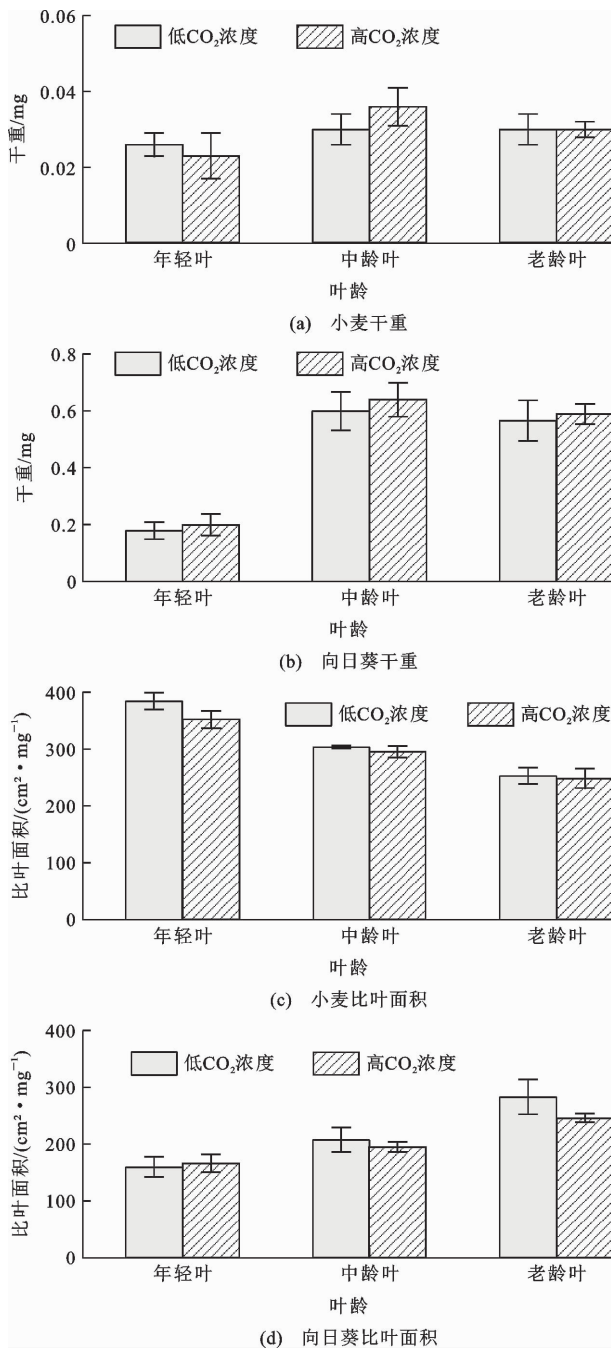 0.06
低CO₂浓度 高CO₂浓度
0.04
干重/mg
0.02
0
年轻叶 中龄叶 老龄叶
叶龄
(a) 小麦干重
0.8
低CO₂浓度 高CO₂浓度
0.6
干重/mg
0.4
0.2
0
年轻叶 中龄叶 老龄叶
叶龄
(b) 向日葵干重
400
低CO₂浓度 高CO₂浓度
300
比叶面积/(cm²·mg⁻¹)
200
100
0
年轻叶 中龄叶 老龄叶
叶龄
(c) 小麦比叶面积
400
低CO₂浓度 高CO₂浓度
300
比叶面积/(cm²·mg⁻¹)
200
100
0
年轻叶 中龄叶 老龄叶
叶龄
(d) 向日葵比叶面积